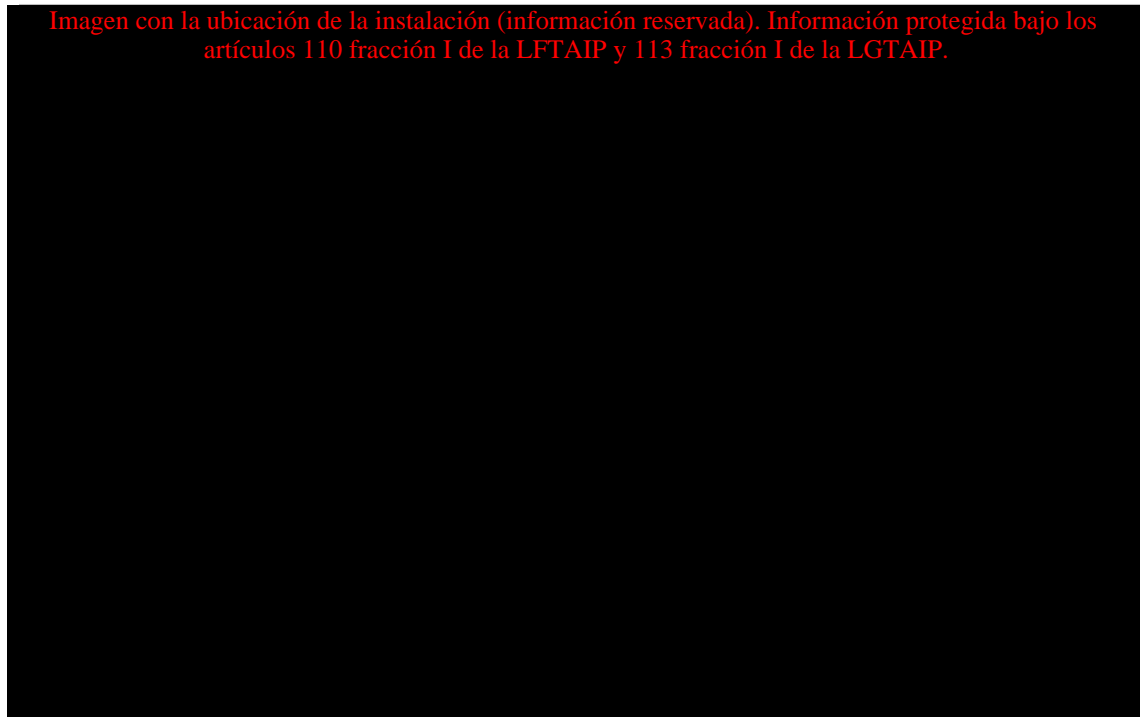 Imagen con la ubicación de la instalación (información reservada). Información protegida bajo los
artículos 110 fracción I de la LFTAIP y 113 fracción I de la LGTAIP.